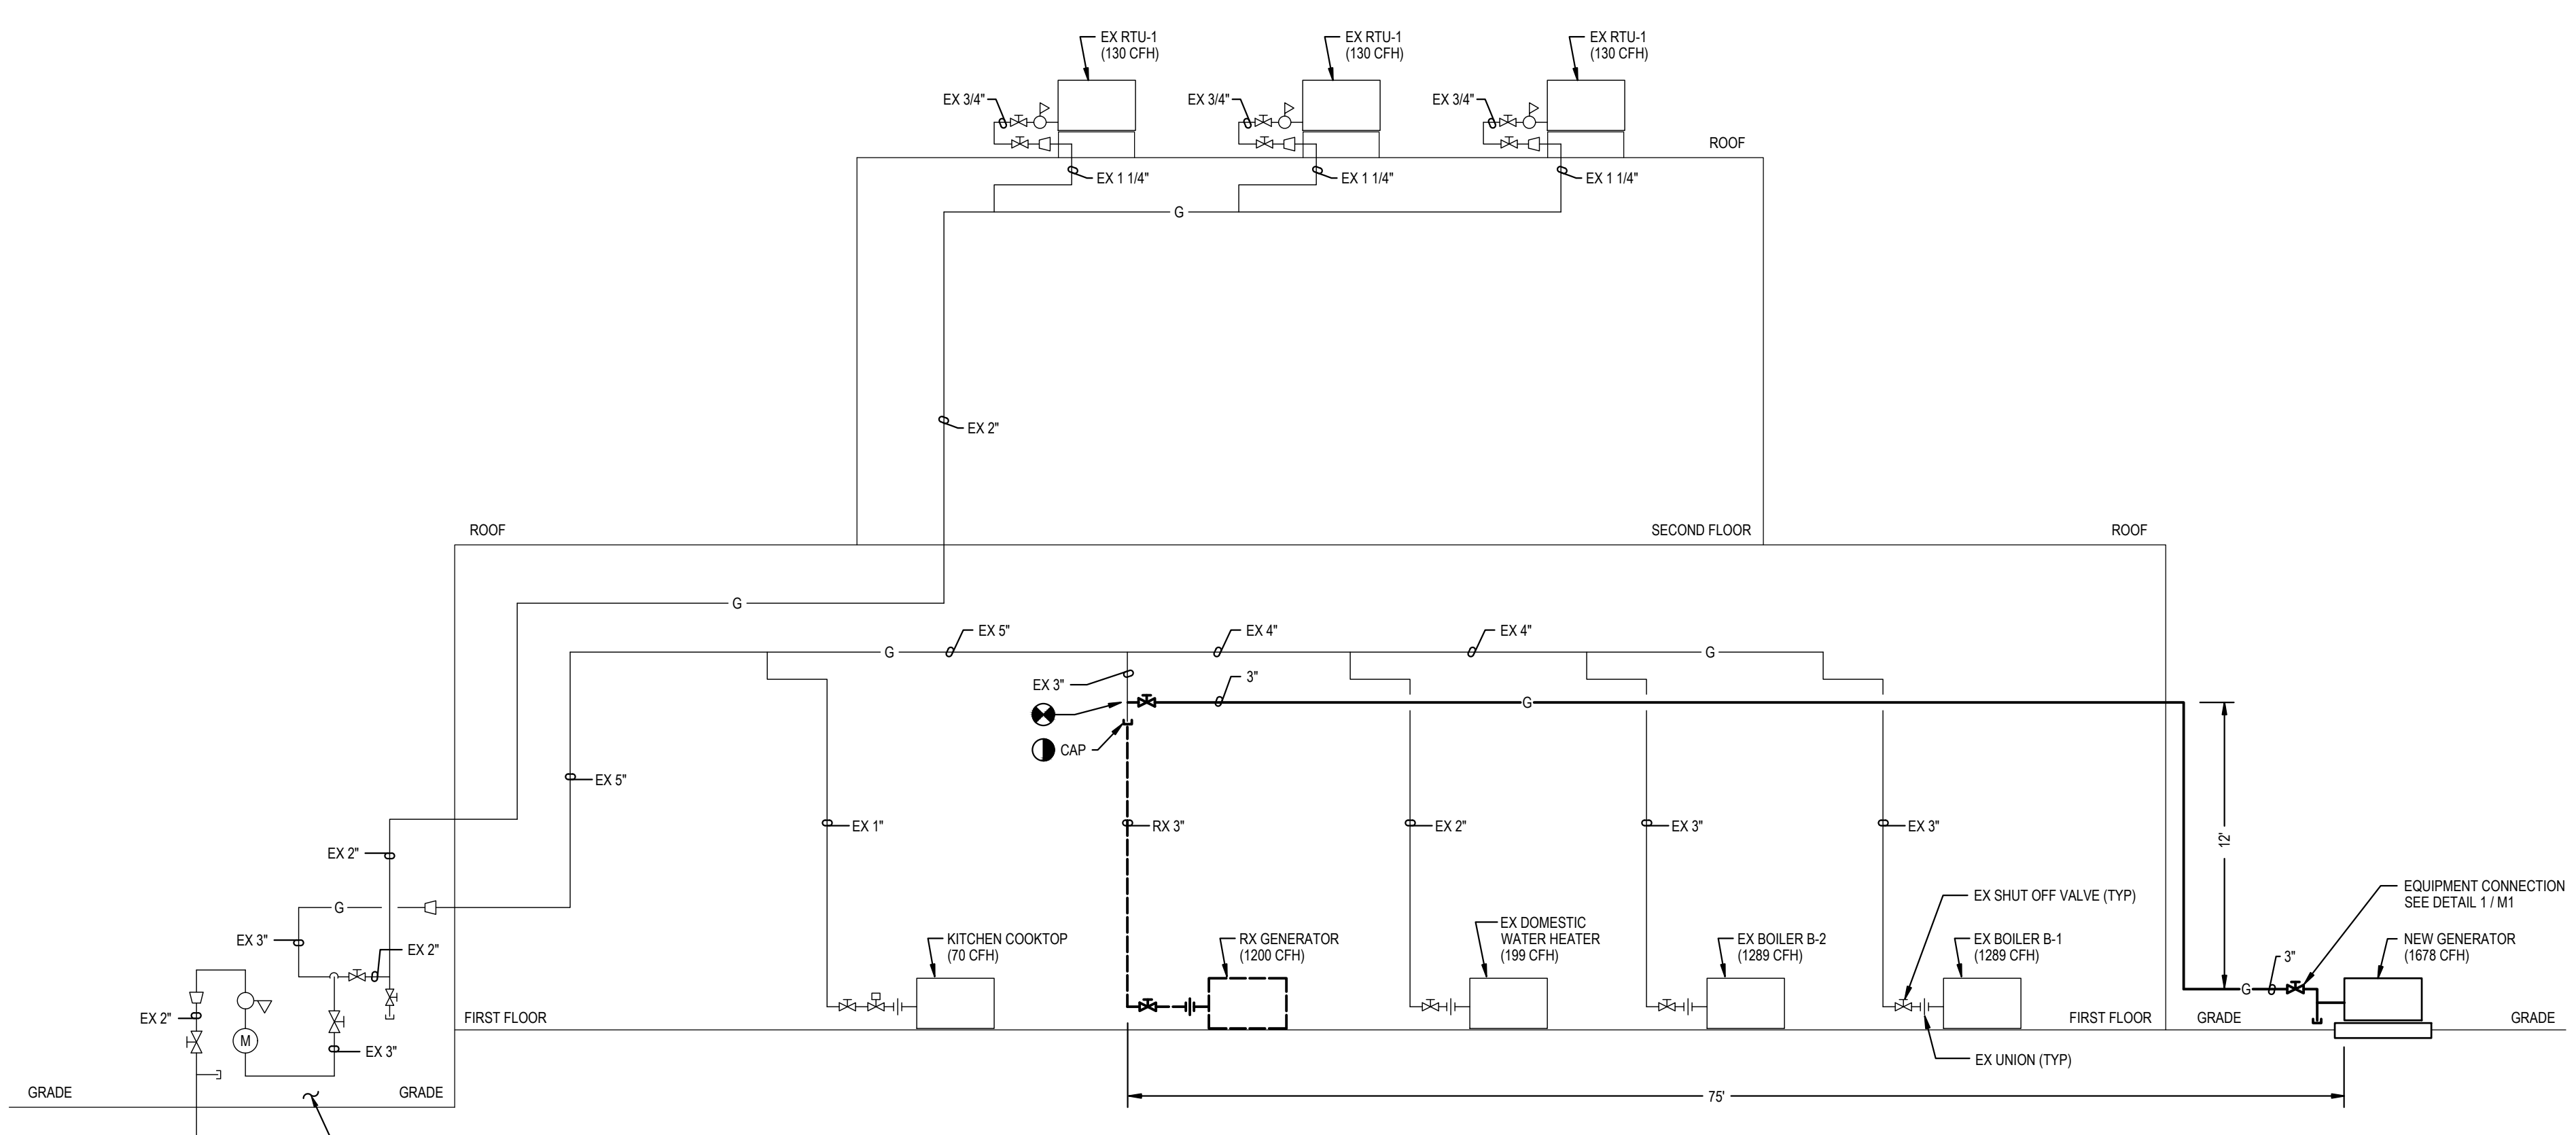 EX RTU-1
(130 CFH)
EX RTU-1
(130 CFH)
EX RTU-1
(130 CFH)
EX 3/4"
EX 3/4"
EX 3/4"
ROOF
EX 1 1/4"
EX 1 1/4"
EX 1 1/4"
G
EX 2"
ROOF
SECOND FLOOR
ROOF
G
EX 5"
EX 4"
EX 4"
G
G
EX 3"
3"
G
CAP
EX 5"
EX 1"
RX 3"
EX 2"
EX 3"
EX 3"
12'
EX 2"
G
EX 3"
EX 2"
KITCHEN COOKTOP
(70 CFH)
RX GENERATOR
(1200 CFH)
EX DOMESTIC
WATER HEATER
(199 CFH)
EX BOILER B-2
(1289 CFH)
EX SHUT OFF VALVE (TYP)
EX BOILER B-1
(1289 CFH)
EQUIPMENT CONNECTION
SEE DETAIL 1 / M1
NEW GENERATOR
(1678 CFH)
3"
G
EX 2"
M
EX 3"
FIRST FLOOR
FIRST FLOOR
GRADE
GRADE
EX UNION (TYP)
GRADE
GRADE
75'